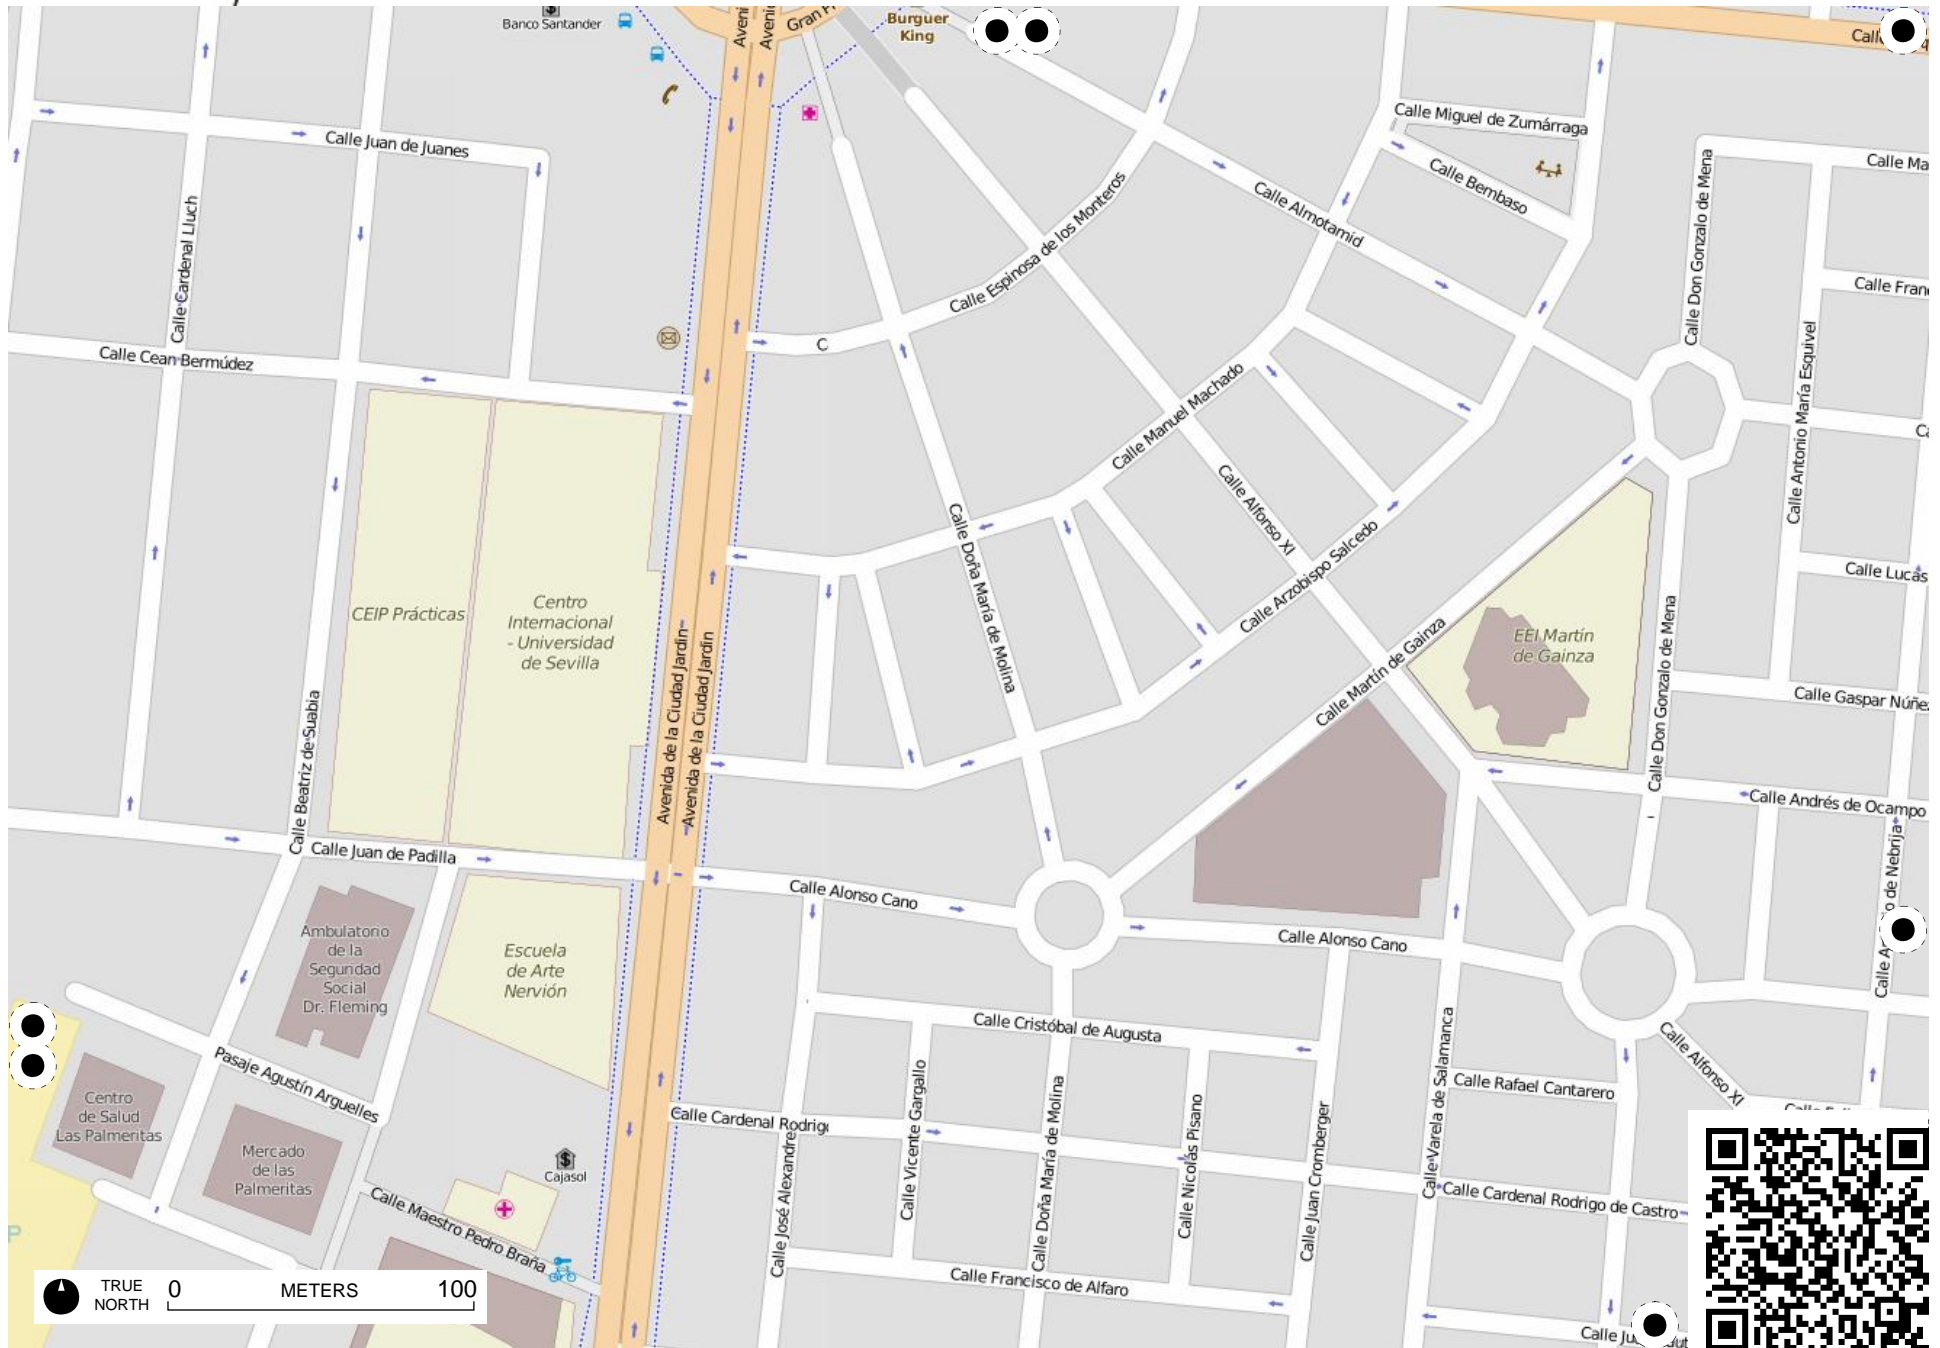 Banco Santander
Burguer
King
Calle Miguel de Zumárraga
Calle Juan de Juanes
Calle Bembaso
Calle Almotamid
Calle Don Gonzalo de Mena
Calle Cardenal Lluch
Calle Espinosa de los Monteros
Calle Cean Bermúdez
C
Calle Antonio María Esquivel
Calle Manuel Machado
Calle Alfonso XI
Calle Doña María de Molina
Calle Arzobispo Salcedo
CEIP Prácticas
Centro
Internacional
- Universidad
de Sevilla
Avenida de la Ciudad Jardín
Avenida de la Ciudad Jardín
Calle Martín de Gainza
EEI Martín
de Gainza
Calle Don Gonzalo de Mena
Calle Beatriz de Suabia
Calle Andrés de Ocampo
Calle Juan de Padilla
Calle Alonso Cano
Calle Alonso Cano
Ambulatorio
de la
Seguridad
Social
Dr. Fleming
Escuela
de Arte
Nervión
Calle Cristóbal de Augusta
Calle Alfonso XI
Pasaje Agustín Arguelles
Calle Rafael Cantarero
Calle Varela de Salamanca
Centro
de Salud
Las Palmeritas
Calle Cardenal
Calle Vicente Gargallo
Calle Doña María de Molina
Calle Nicolás Pisano
Calle Juan Cromberger
Mercado
de las
Palmeritas
Cajasol
Calle José Alexandre
Calle Cardenal Rodrigo de Castro
Calle Maestro Pedro Braña
P
Calle Francisco de Alfaro
TRUE
NORTH
0 METERS 100